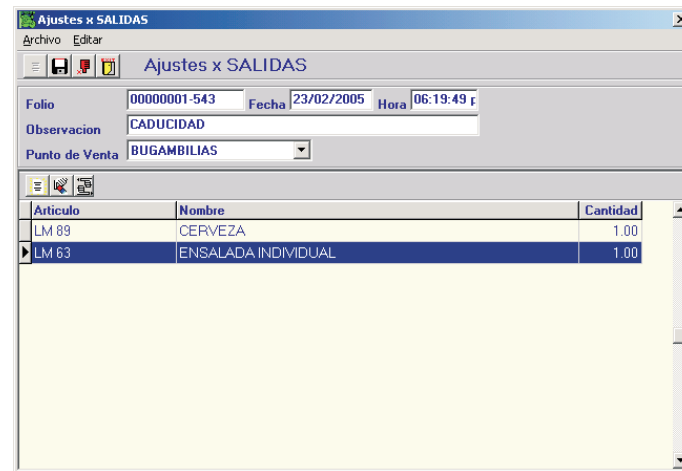 Ajustes x SALIDAS
Archivo Editar
Ajustes x SALIDAS
Folio 00000001-543 Fecha 23/02/2005 Hora 06:19:49 p
Observacion CADUCIDAD
Punto de Venta BUGAMBILIAS
Articulo Nombre Cantidad
LM 89 CERVEZA 1.00
LM 63 ENSALADA INDIVIDUAL 1.00